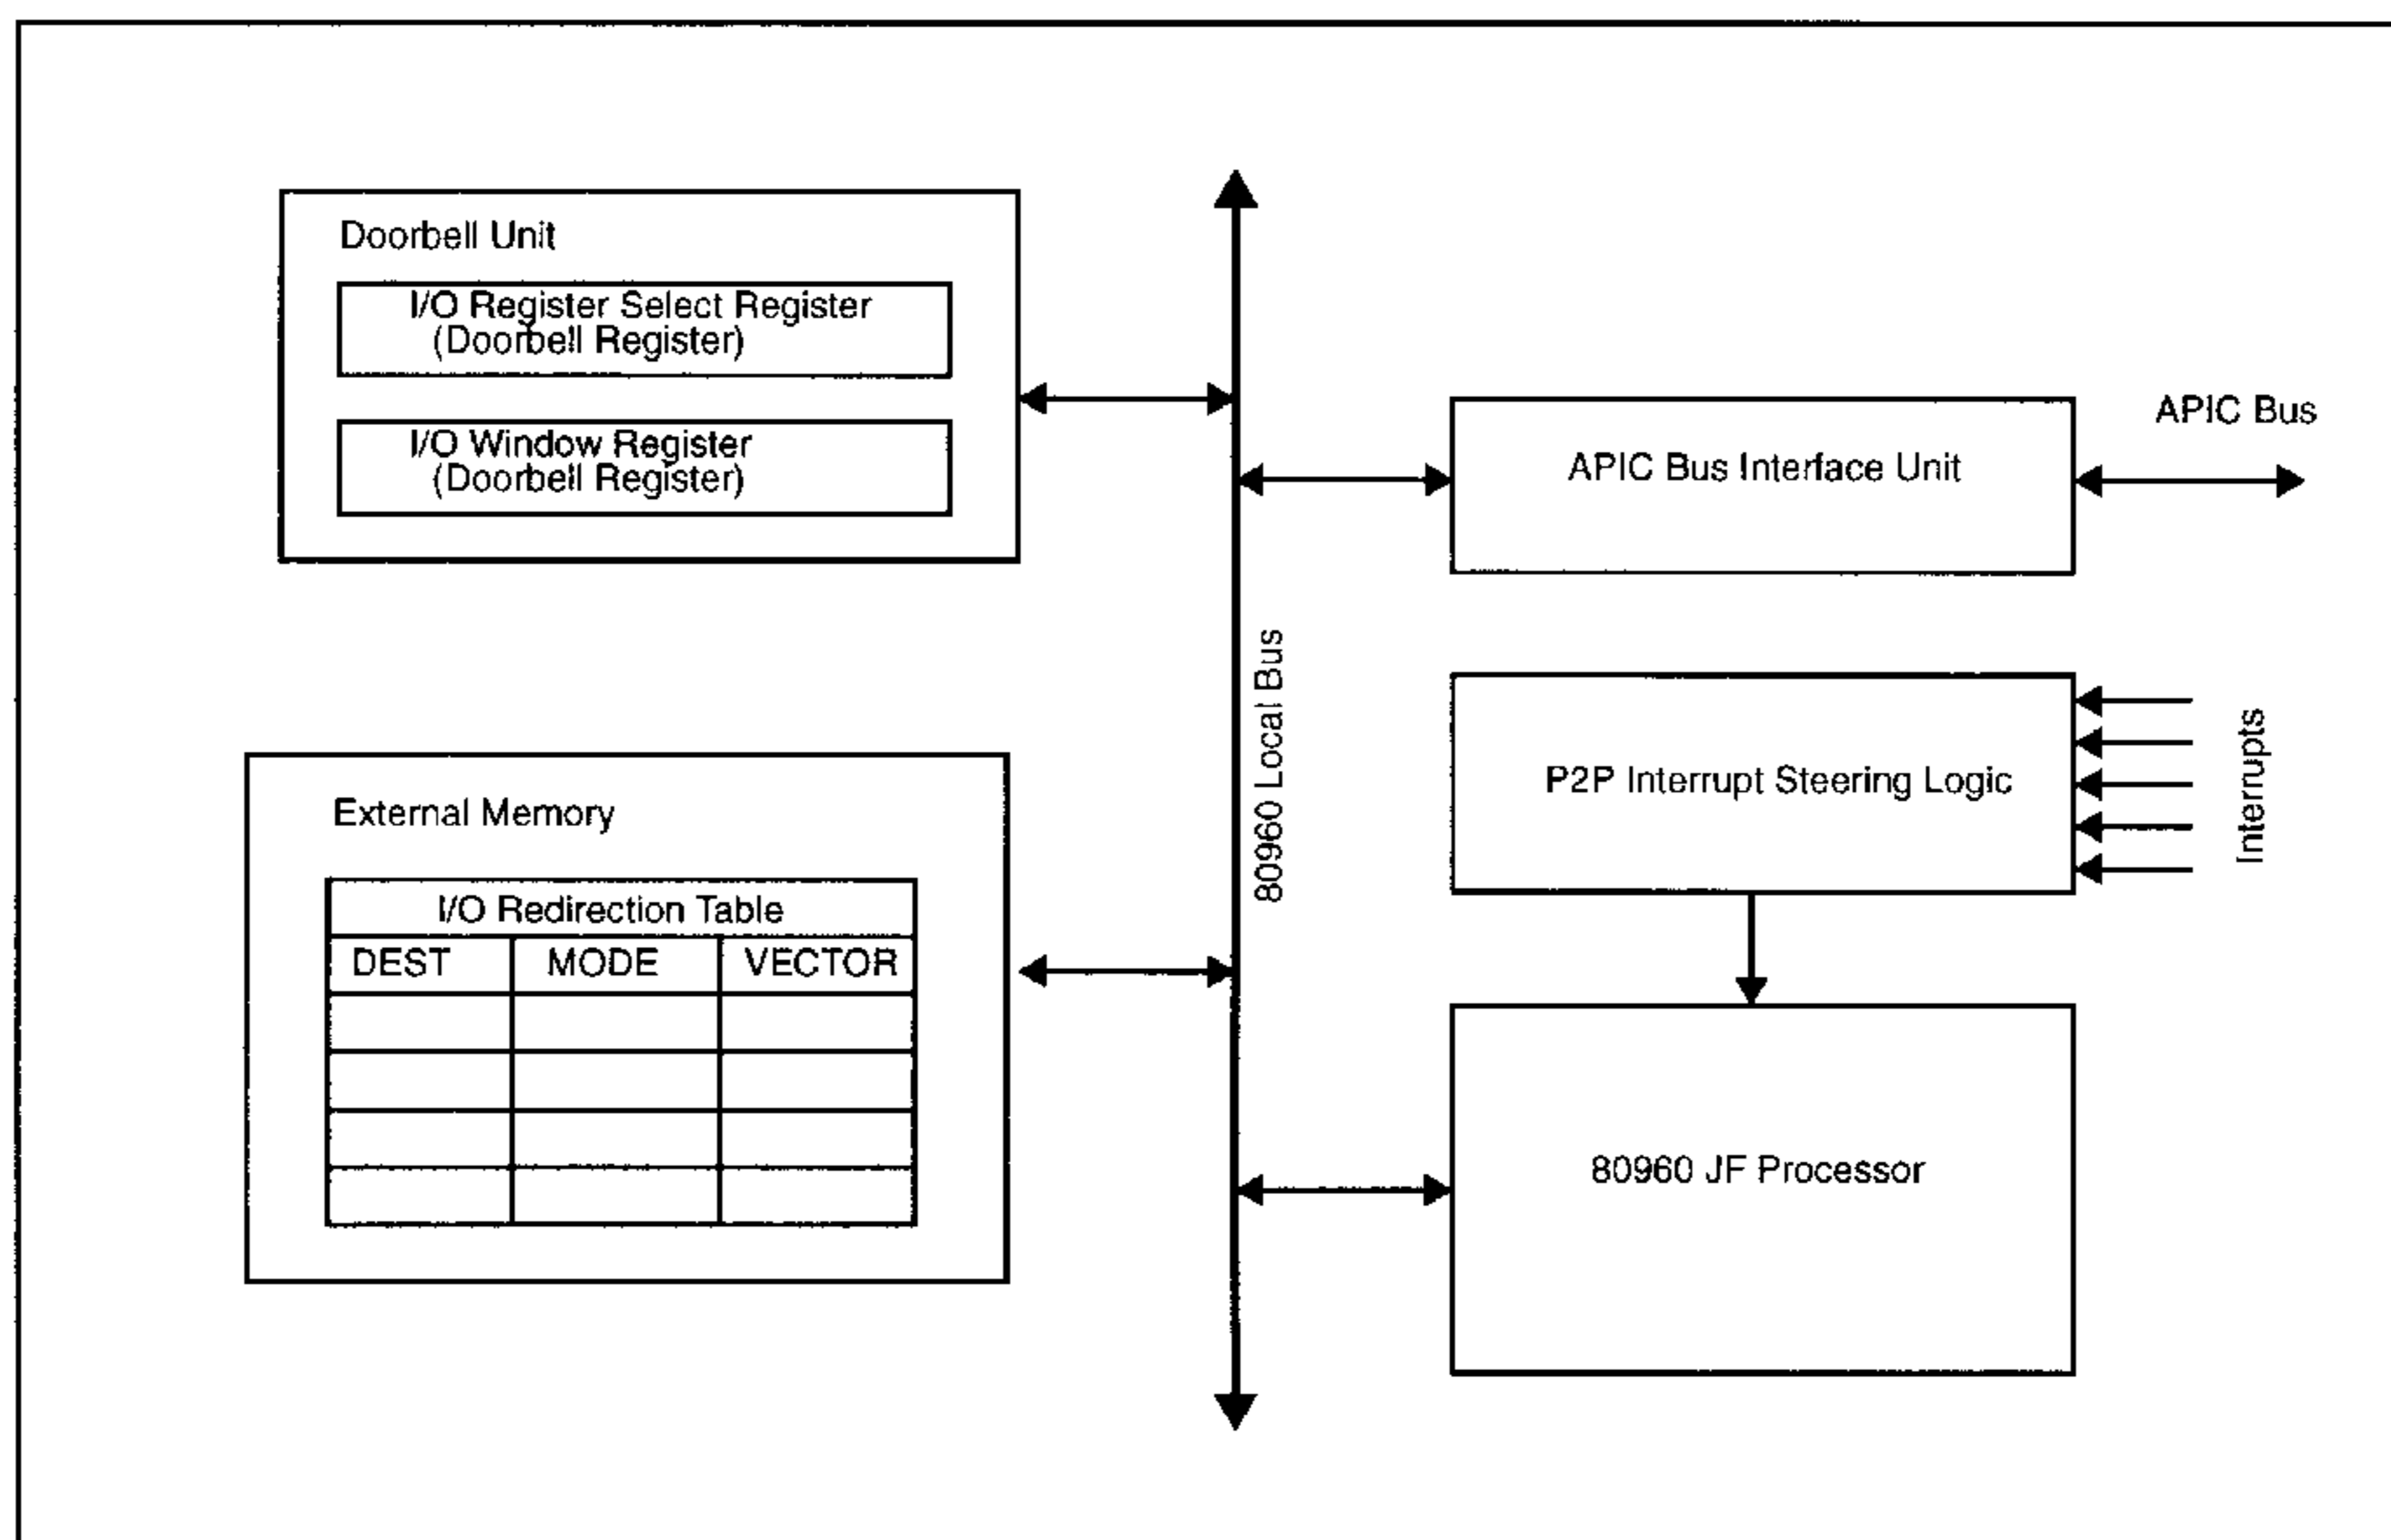 Doorbell Unit
I/O Register Select Register
(Doorbell Register)
I/O Window Register
(Doorbell Register)
External Memory
I/O Redirection Table
DEST MODE VECTOR
80960 Local Bus
APIC Bus Interface Unit
APIC Bus
P2P Interrupt Steering Logic
Interrupts
80960 JF Processor